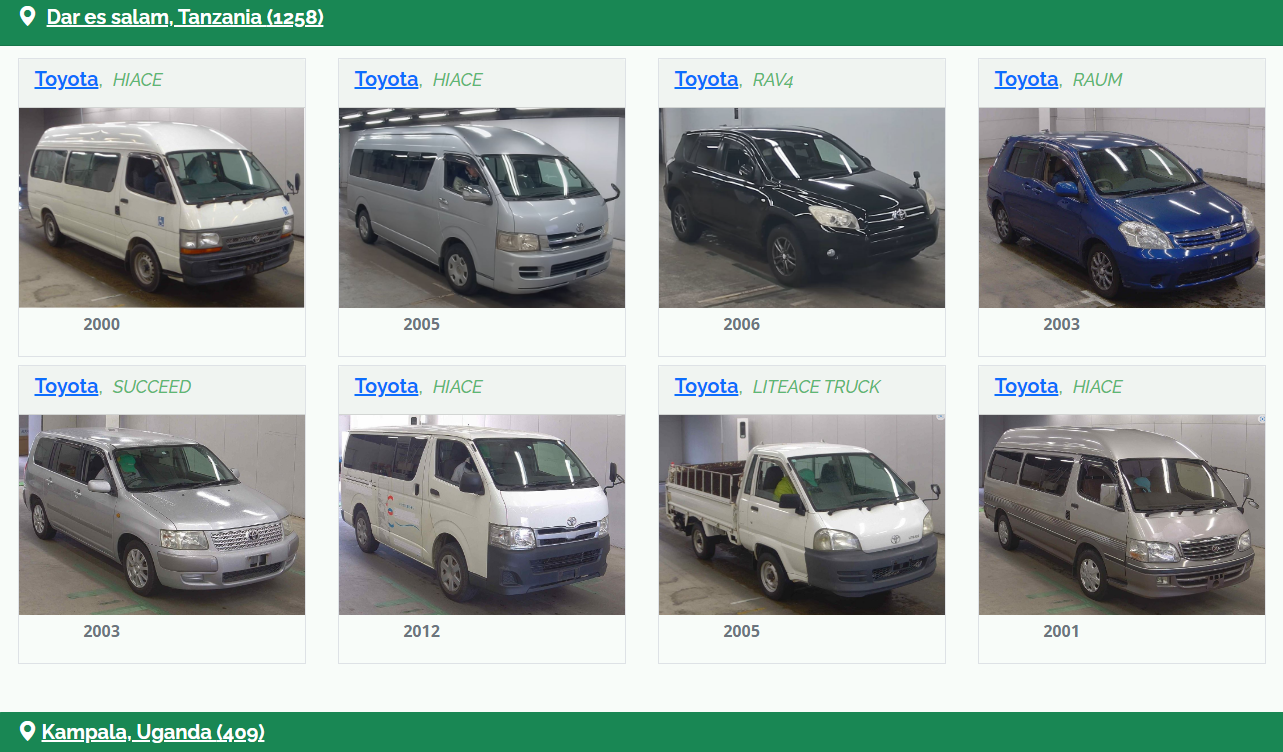 Dar es salam, Tanzania (1258)
Toyota, HIACE
Toyota, HIACE
Toyota, RAV4
Toyota, RAUM
2000
2005
2006
2003
Toyota, SUCCEED
Toyota, HIACE
Toyota, LITEACE TRUCK
Toyota, HIACE
2003
2012
2005
2001
Kampala, Uganda (409)